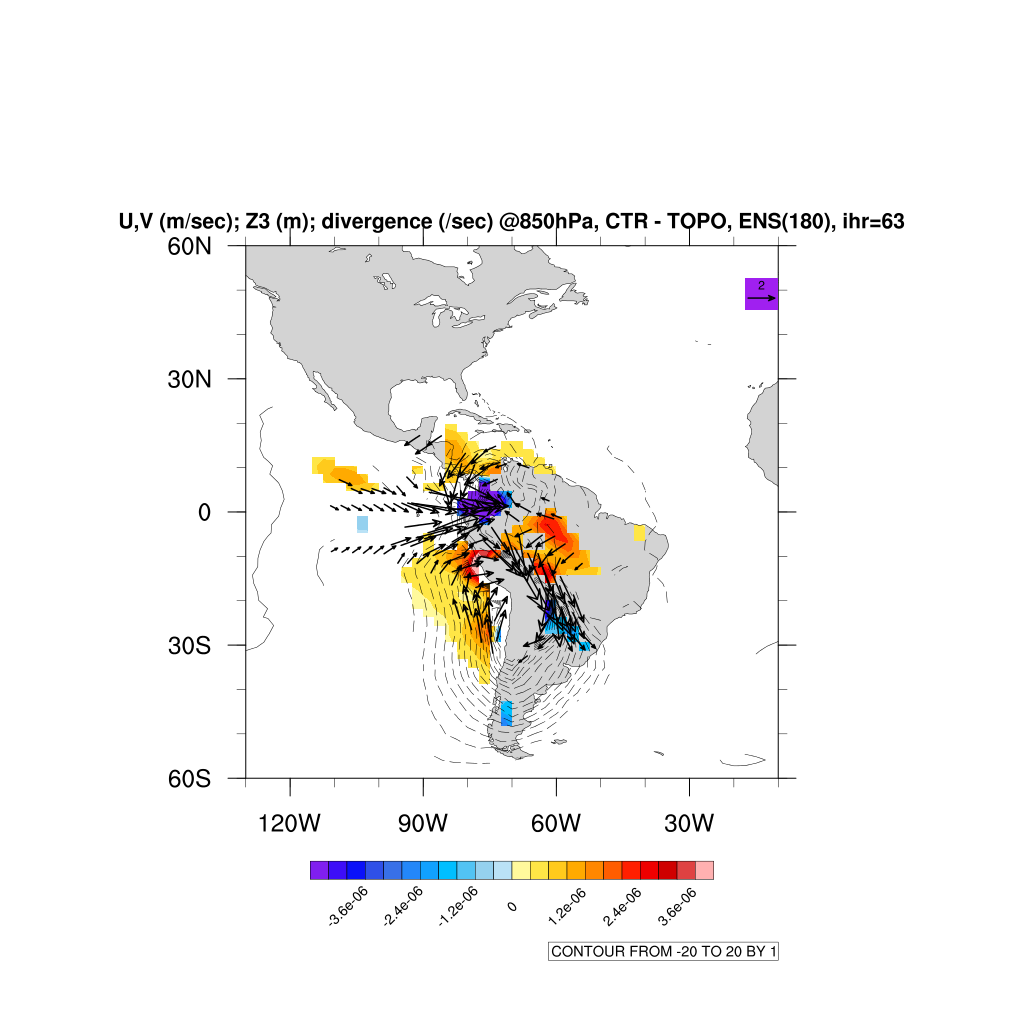 U,V (m/sec); Z3 (m); divergence (/sec) @850hPa, CTR - TOPO, ENS(180), ihr=63
60N
2
30N
0
30S
60S
120W 90W 60W 30W
-3.6e-06 -2.4e-06 -1.2e-06 0 1.2e-06 2.4e-06 3.6e-06
CONTOUR FROM -20 TO 20 BY 1